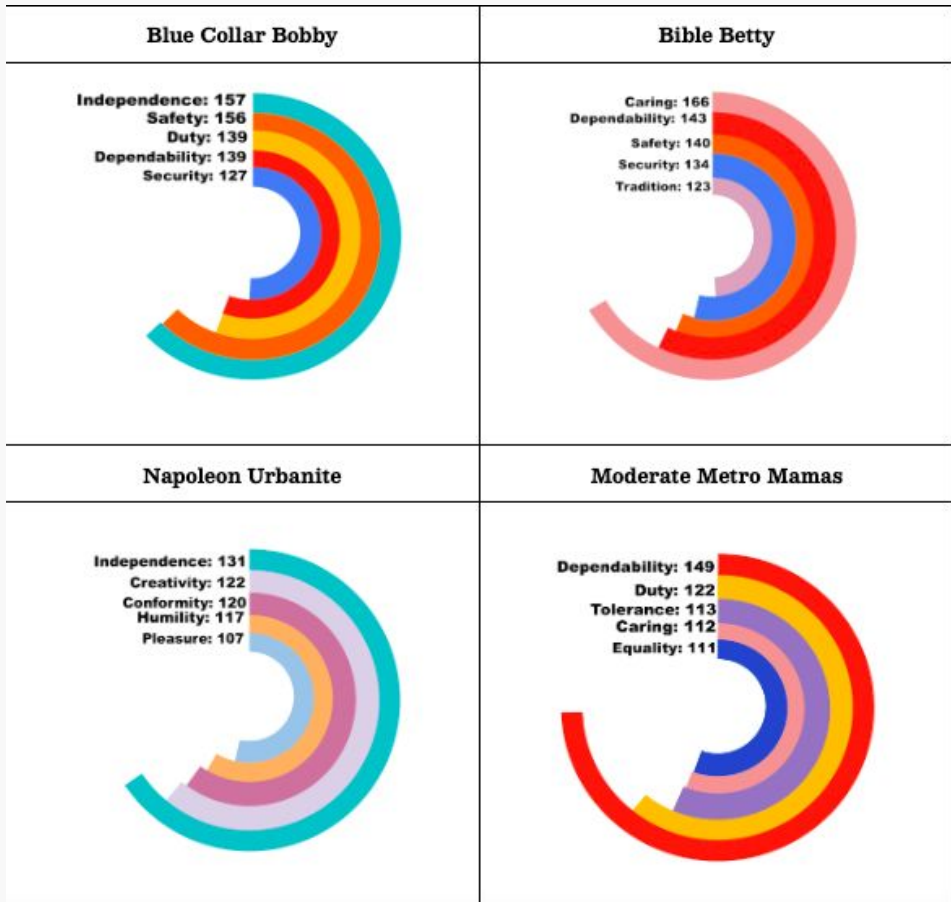 Blue Collar Bobby
Bible Betty
Independence: 157
Safety: 156
Duty: 139
Dependability: 139
Security: 127
Caring: 166
Dependability: 143
Safety: 140
Security: 134
Tradition: 123
Napoleon Urbanite
Moderate Metro Mamas
Independence: 131
Creativity: 122
Conformity: 120
Humility: 117
Pleasure: 107
Dependability: 149
Duty: 122
Tolerance: 113
Caring: 112
Equality: 111